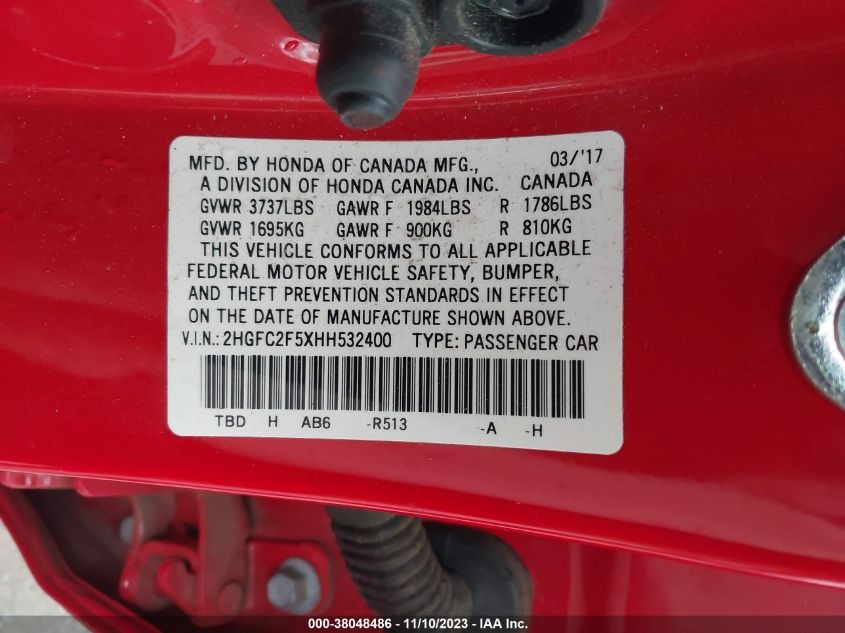 MFD. BY HONDA OF CANADA MFG., 03/'17
A DIVISION OF HONDA CANADA INC. CANADA
GVWR 3737LBS GAWR F 1984LBS R 1786LBS
GVWR 1695KG GAWR F 900KG R 810KG
THIS VEHICLE CONFORMS TO ALL APPLICABLE
FEDERAL MOTOR VEHICLE SAFETY, BUMPER,
AND THEFT PREVENTION STANDARDS IN EFFECT
ON THE DATE OF MANUFACTURE SHOWN ABOVE.
V.I.N.: 2HGFC2F5XHH532400 TYPE: PASSENGER CAR
TBD H AB6 -R513 -A -H
000-38048486 - 11/10/2023 - IAA Inc.